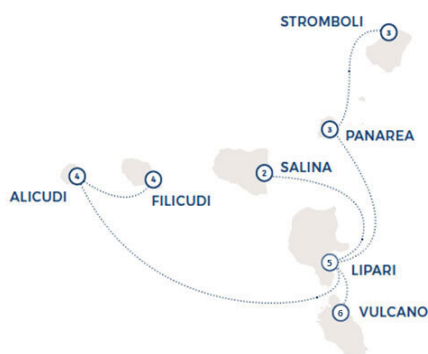 STROMBOLI
3
3
PANAREA
SALINA
2
4
ALICUDI
4
FILICUDI
5
LIPARI
6
VULCANO